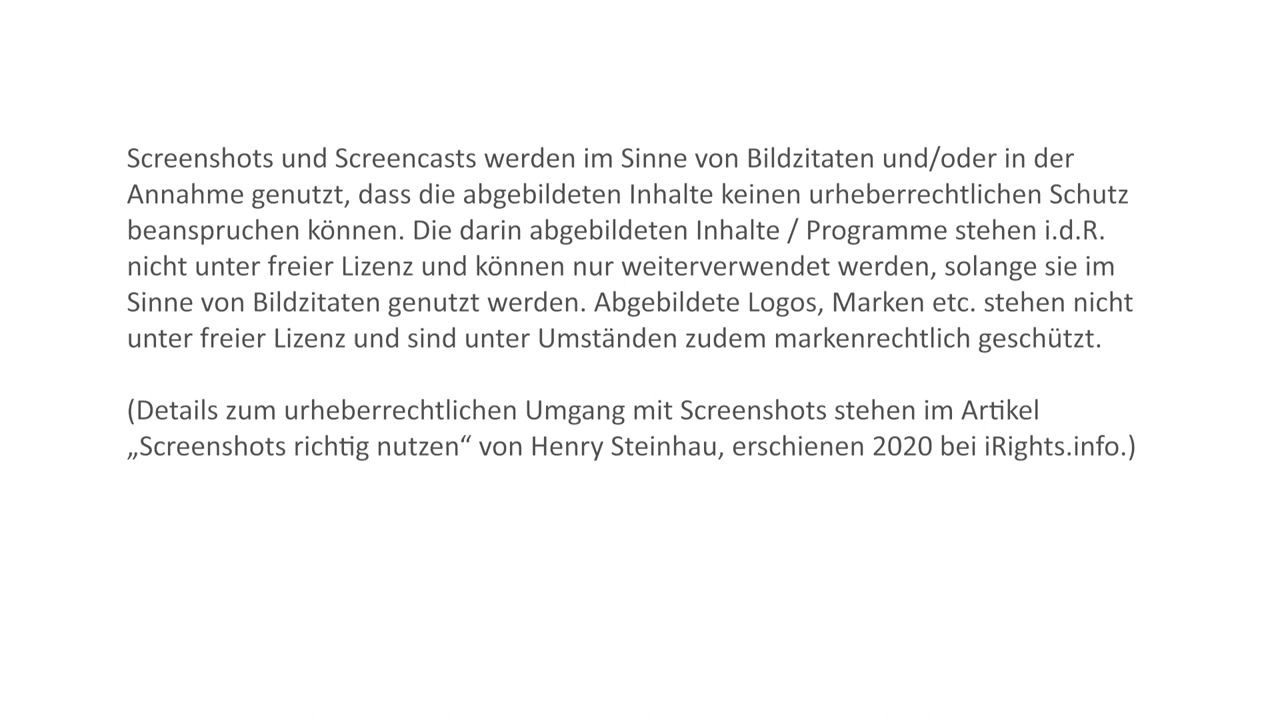 Screenshots und Screencasts werden im Sinne von Bildzitaten und/oder in der
Annahme genutzt, dass die abgebildeten Inhalte keinen urheberrechtlichen Schutz
beanspruchen können. Die darin abgebildeten Inhalte / Programme stehen i.d.R.
nicht unter freier Lizenz und können nur weiterverwendet werden, solange sie im
Sinne von Bildzitaten genutzt werden. Abgebildete Logos, Marken etc. stehen nicht
unter freier Lizenz und sind unter Umständen zudem markenrechtlich geschützt.
(Details zum urheberrechtlichen Umgang mit Screenshots stehen im Artikel
„Screenshots richtig nutzen“ von Henry Steinhau, erschienen 2020 bei iRights.info.)